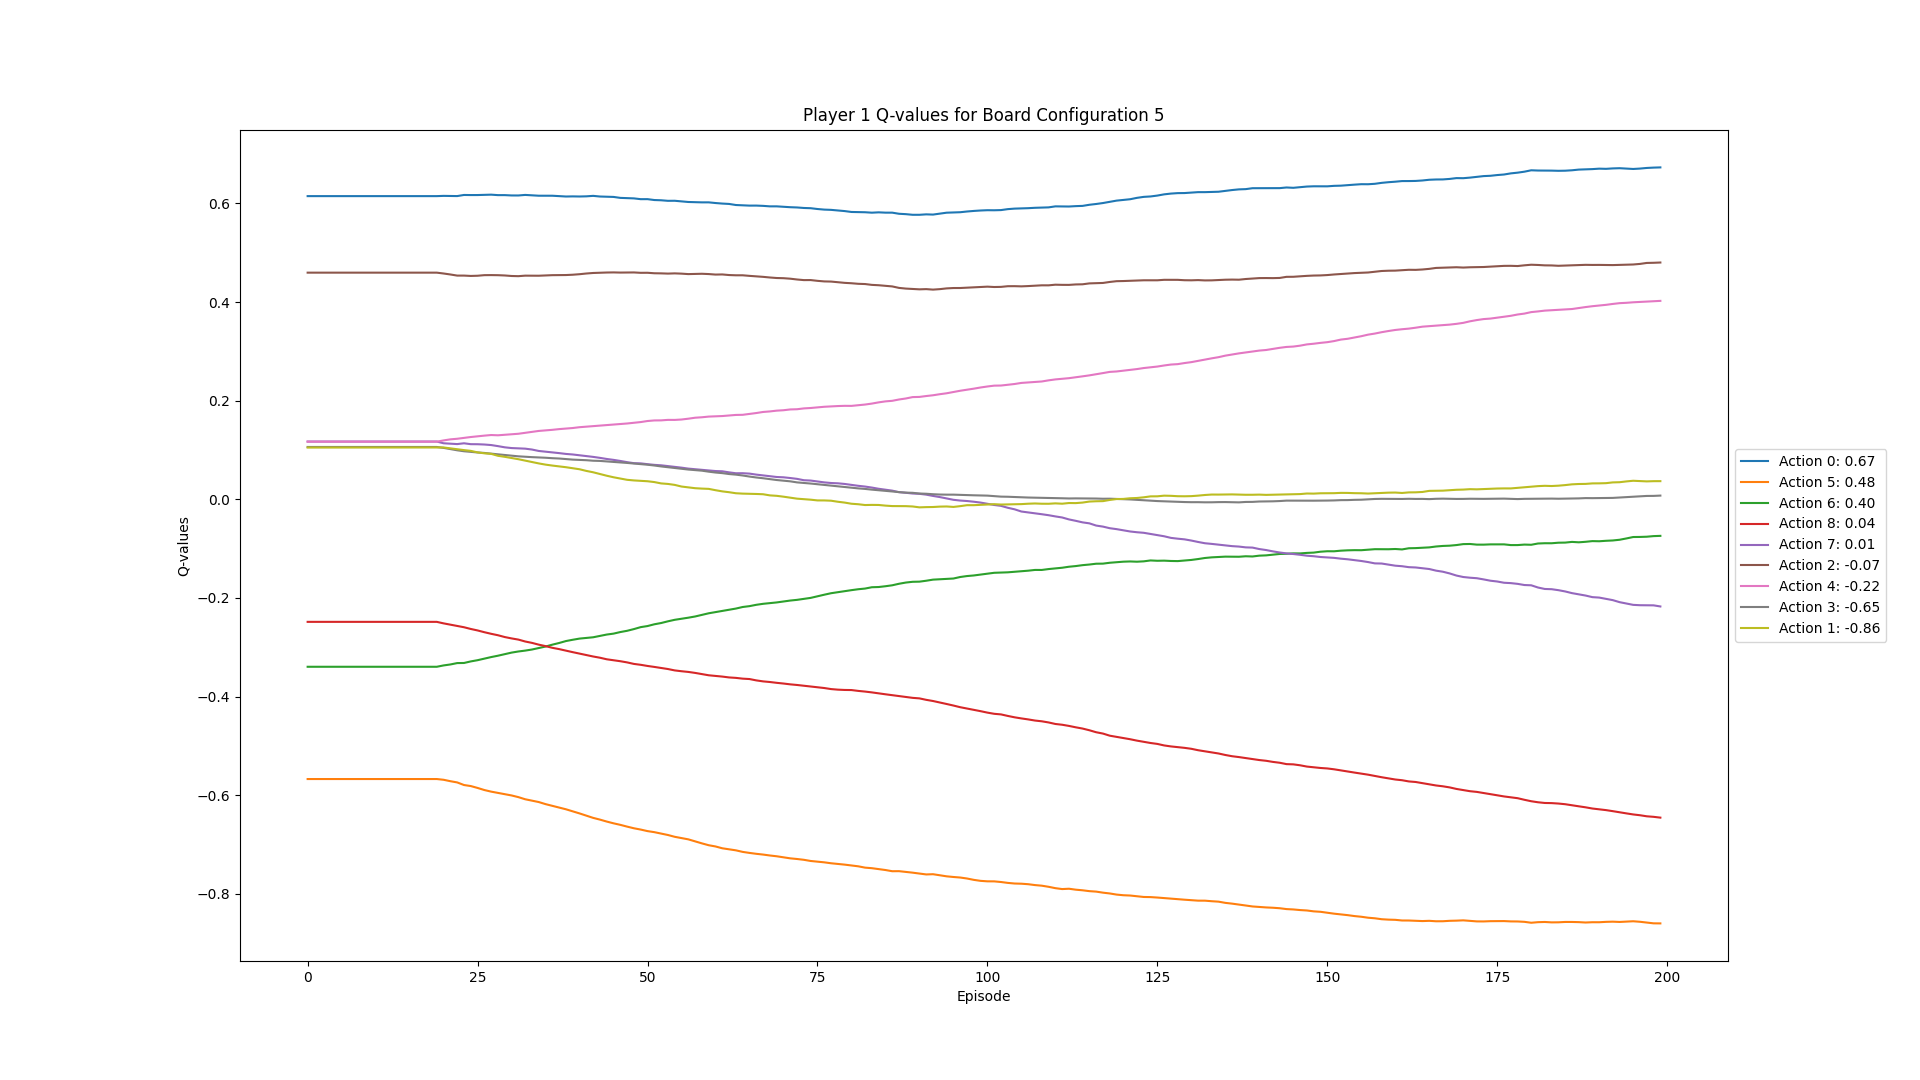 Player 1 Q-values for Board Configuration 5
0.6
0.4
0.2
0.0
−0.2
−0.4
−0.6
−0.8
Q-values
0 25 50 75 100 125 150 175 200
Episode
Action 0: 0.67
Action 5: 0.48
Action 6: 0.40
Action 8: 0.04
Action 7: 0.01
Action 2: -0.07
Action 4: -0.22
Action 3: -0.65
Action 1: -0.86